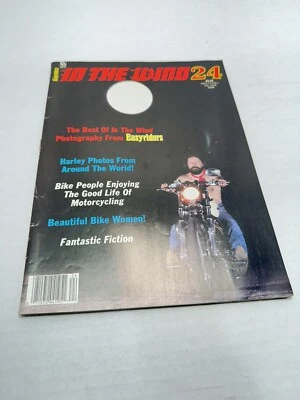 IN THE WIND 24
The Best Of In The Wind
Photography From Easyriders
Harley Photos From
Around The World!
Bike People Enjoying
The Good Life Of
Motorcycling
Beautiful Bike Women!
Fantastic Fiction